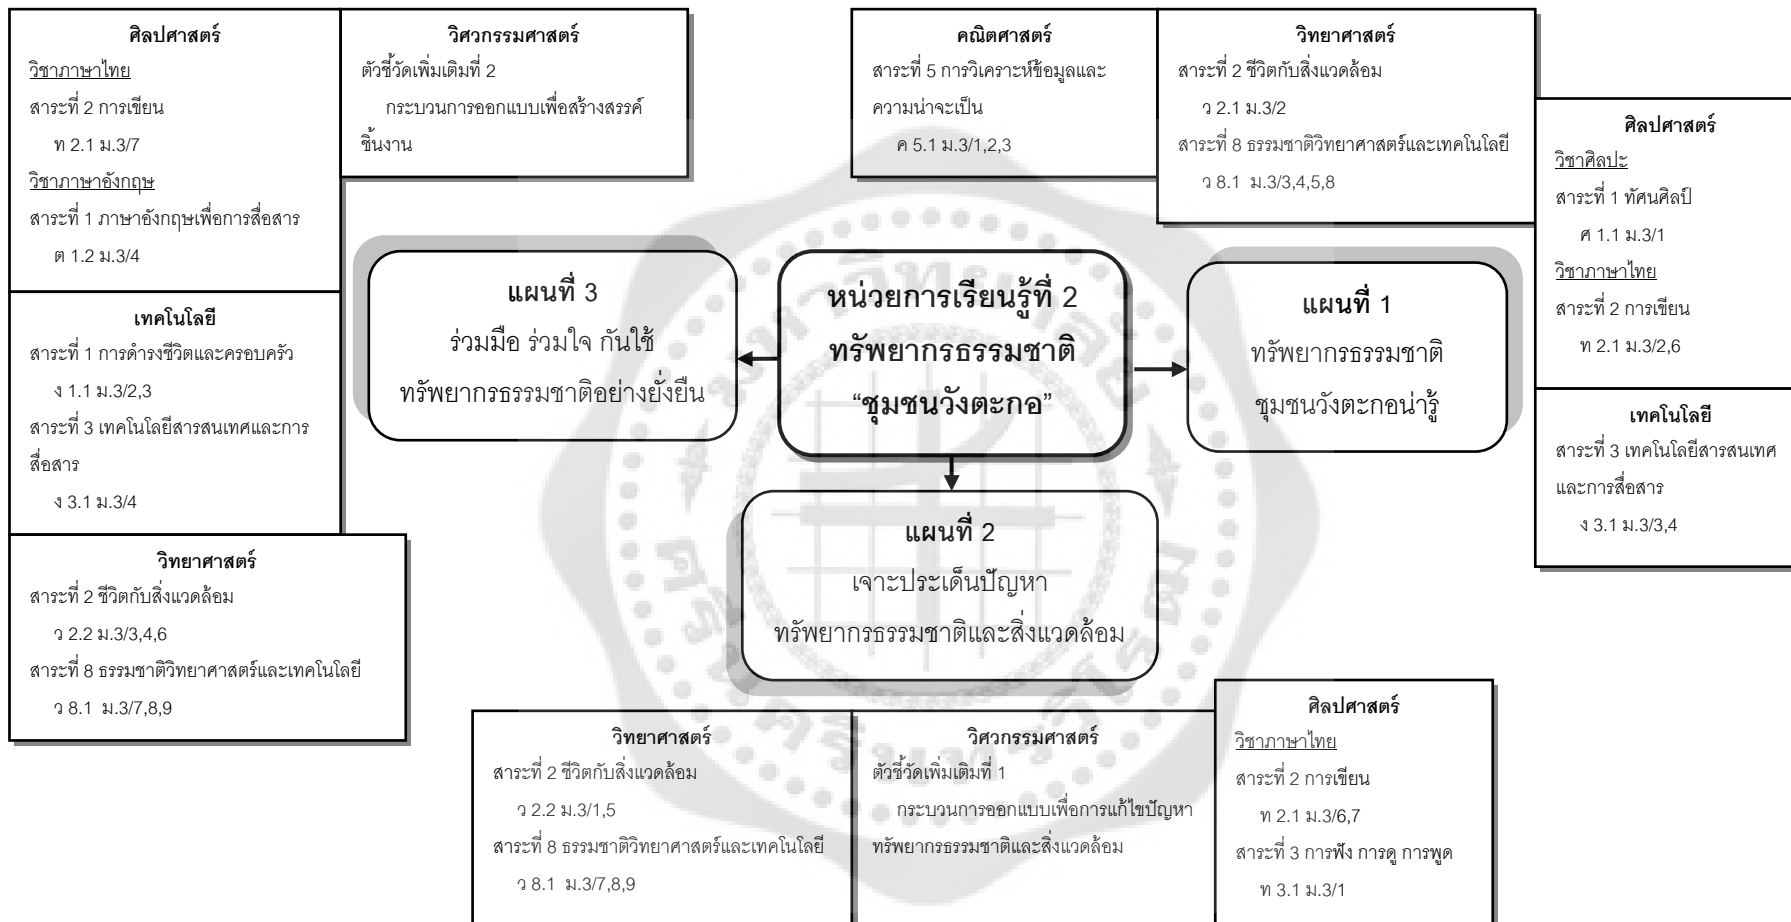 ศิลปศาสตร์
วิชาภาษาไทย
สาระที่ 2 การเขียน
ท 2.1 ม.3/7
วิชาภาษาอังกฤษ
สาระที่ 1 ภาษาอังกฤษเพื่อการสื่อสาร
ต 1.2 ม.3/4
วิศวกรรมศาสตร์
ตัวชี้วัดเพิ่มเติมที่ 2
กระบวนการออกแบบเพื่อสร้างสรรค์
ชิ้นงาน
คณิตศาสตร์
สาระที่ 5 การวิเคราะห์ข้อมูลและ
ความน่าจะเป็น
ค 5.1 ม.3/1,2,3
วิทยาศาสตร์
สาระที่ 2 ชีวิตกับสิ่งแวดล้อม
ว 2.1 ม.3/2
สาระที่ 8 ธรรมชาติวิทยาศาสตร์และเทคโนโลยี
ว 8.1 ม.3/3,4,5,8
ศิลปศาสตร์
วิชาศิลปะ
สาระที่ 1 ทัศนศิลป์
ศ 1.1 ม.3/1
วิชาภาษาไทย
สาระที่ 2 การเขียน
ท 2.1 ม.3/2,6
เทคโนโลยี
สาระที่ 3 เทคโนโลยีสารสนเทศ
และการสื่อสาร
ง 3.1 ม.3/3,4
แผนที่ 3
ร่วมมือ ร่วมใจ กันใช้
ทรัพยากรธรรมชาติอย่างยั่งยืน
หน่วยการเรียนรู้ที่ 2
ทรัพยากรธรรมชาติ
“ชุมชนวังตะกอ”
แผนที่ 1
ทรัพยากรธรรมชาติ
ชุมชนวังตะกอน่ารู้
เทคโนโลยี
สาระที่ 1 การดำรงชีวิตและครอบครัว
ง 1.1 ม.3/2,3
สาระที่ 3 เทคโนโลยีสารสนเทศและการ
สื่อสาร
ง 3.1 ม.3/4
แผนที่ 2
เจาะประเด็นปัญหา
ทรัพยากรธรรมชาติและสิ่งแวดล้อม
วิทยาศาสตร์
สาระที่ 2 ชีวิตกับสิ่งแวดล้อม
ว 2.2 ม.3/3,4,6
สาระที่ 8 ธรรมชาติวิทยาศาสตร์และเทคโนโลยี
ว 8.1 ม.3/7,8,9
วิทยาศาสตร์
สาระที่ 2 ชีวิตกับสิ่งแวดล้อม
ว 2.2 ม.3/1,5
สาระที่ 8 ธรรมชาติวิทยาศาสตร์และเทคโนโลยี
ว 8.1 ม.3/7,8,9
วิศวกรรมศาสตร์
ตัวชี้วัดเพิ่มเติมที่ 1
กระบวนการออกแบบเพื่อการแก้ไขปัญหา
ทรัพยากรธรรมชาติและสิ่งแวดล้อม
ศิลปศาสตร์
วิชาภาษาไทย
สาระที่ 2 การเขียน
ท 2.1 ม.3/6,7
สาระที่ 3 การฟัง การดู การพูด
ท 3.1 ม.3/1
มหาวิทยาลัย
ศรีนครินทรวิโรฒ